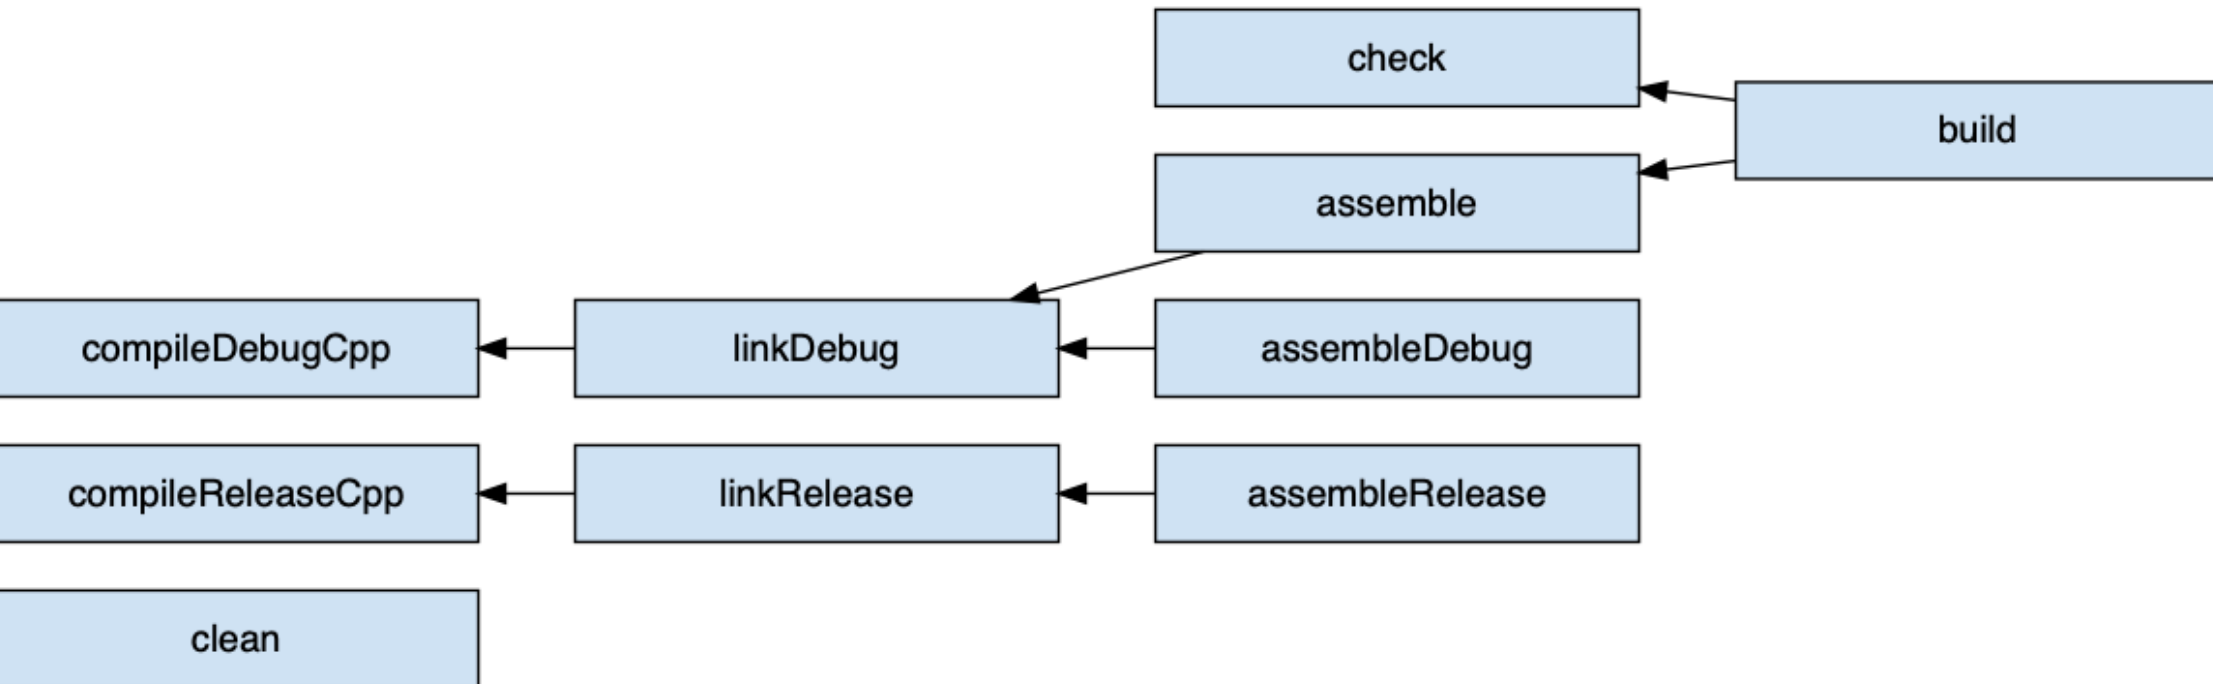 check
build
assemble
compileDebugCpp
linkDebug
assembleDebug
compileReleaseCpp
linkRelease
assembleRelease
clean